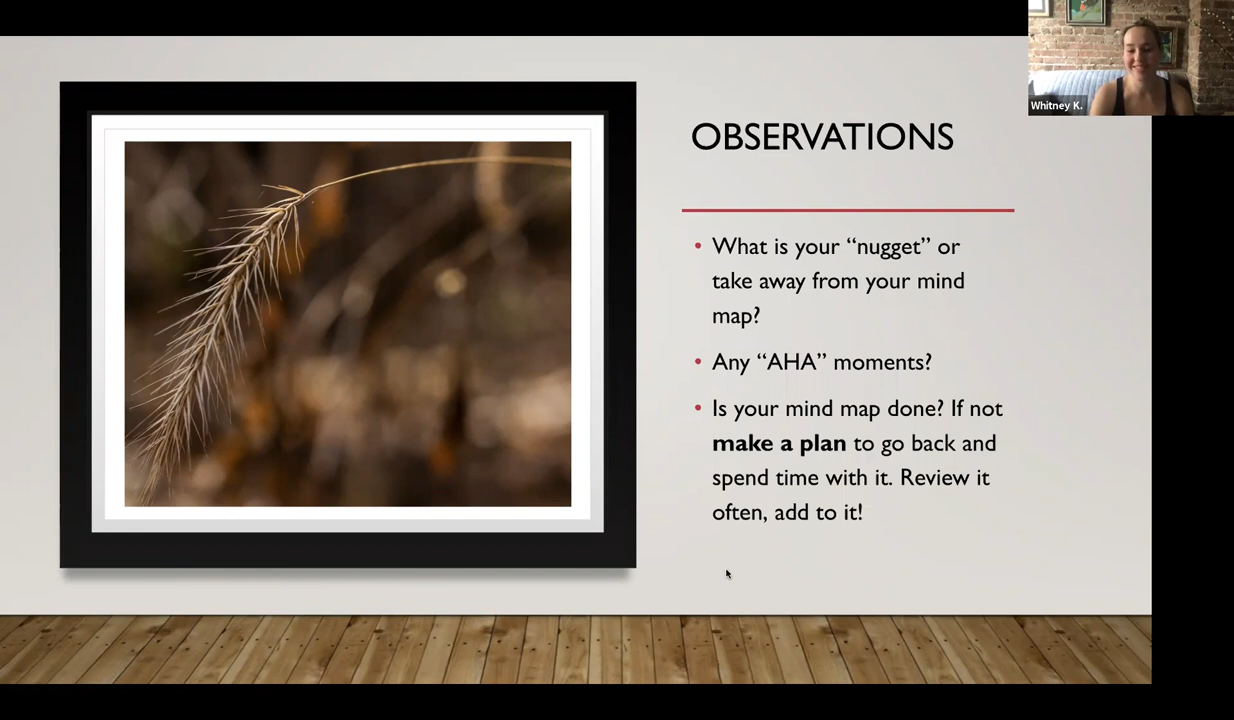 Whitney K.
OBSERVATIONS
• What is your “nugget” or
take away from your mind
map?
• Any “AHA” moments?
• Is your mind map done? If not
make a plan to go back and
spend time with it. Review it
often, add to it!